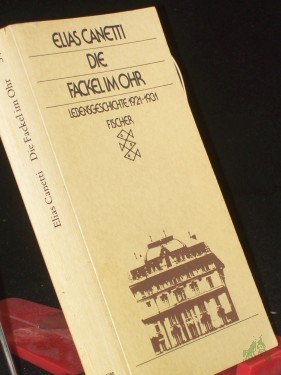 ELIAS CANETTI
DIE
FACKEL IM OHR
LEBENSGESCHICHTE 1921-1931
FISCHER
Elias Canetti Die Fackel im Ohr